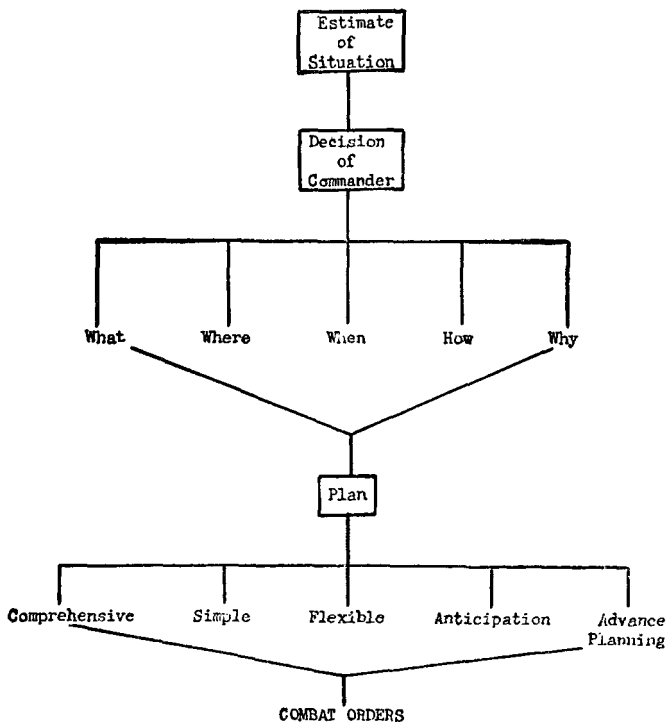 Estimate
of
Situation
Decision
of
Commander
What Where When How Why
Plan
Comprehensive Simple Flexible Anticipation Advance
Planning
COMBAT ORDERS